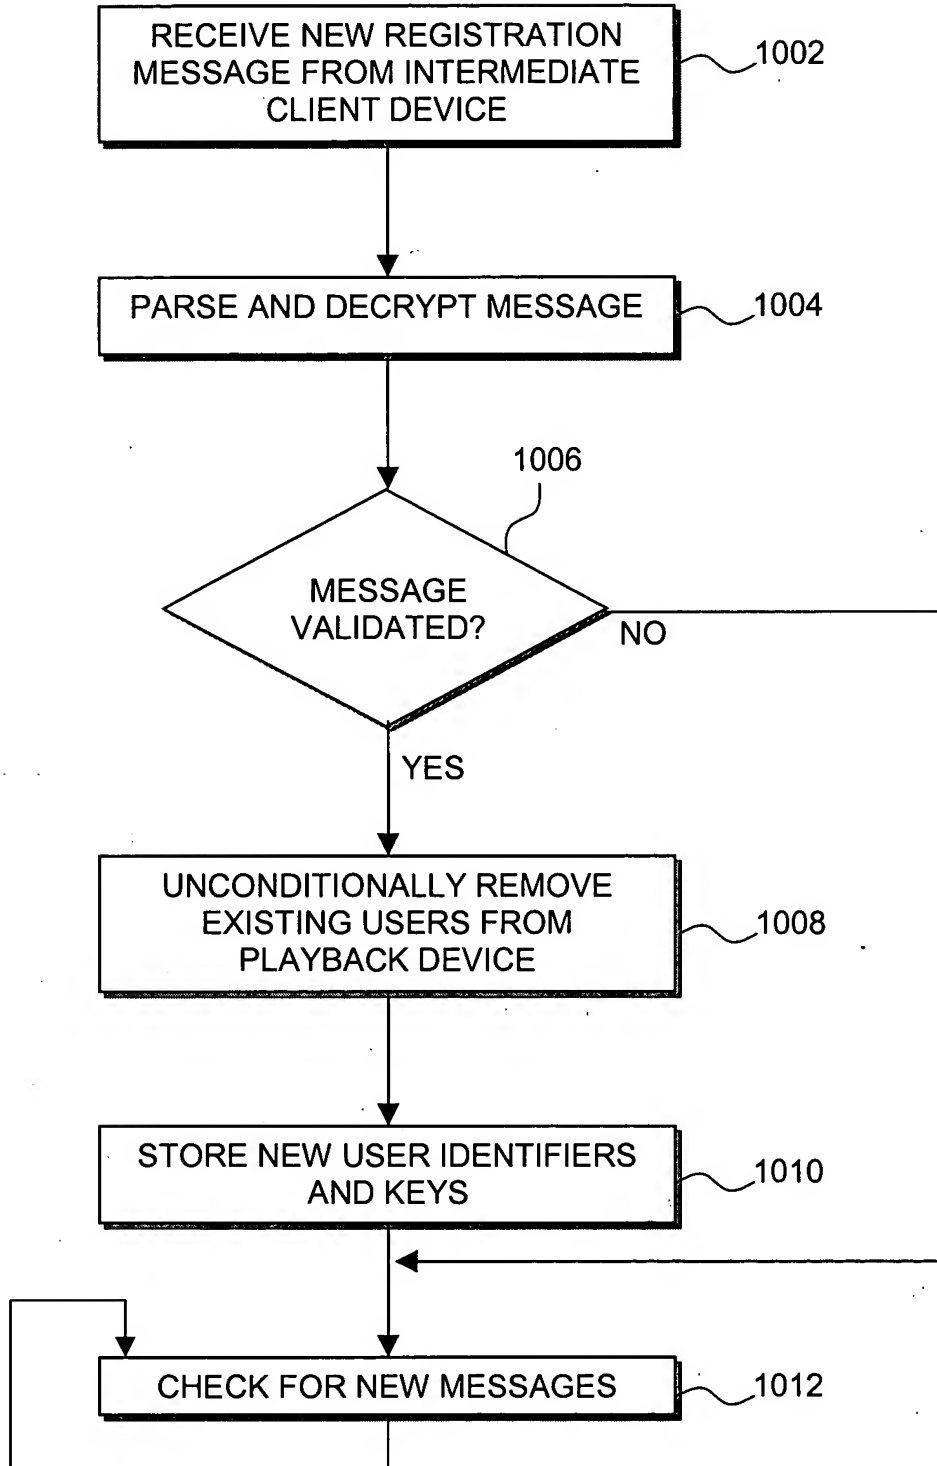 RECEIVE NEW REGISTRATION
MESSAGE FROM INTERMEDIATE
CLIENT DEVICE
1002
PARSE AND DECRYPT MESSAGE
1004
1006
MESSAGE
VALIDATED?
NO
YES
UNCONDITIONALLY REMOVE
EXISTING USERS FROM
PLAYBACK DEVICE
1008
STORE NEW USER IDENTIFIERS
AND KEYS
1010
CHECK FOR NEW MESSAGES
1012